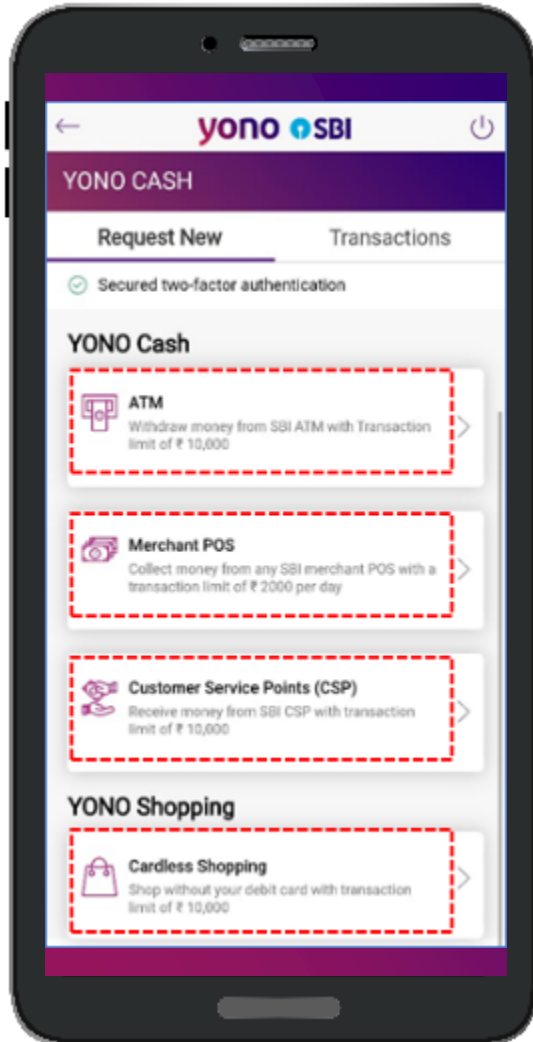 yono SBI
YONO CASH
Request New Transactions
Secured two-factor authentication
YONO Cash
ATM
Withdraw money from SBI ATM with Transaction
limit of ₹ 10,000
Merchant POS
Collect money from any SBI merchant POS with a
transaction limit of ₹ 2000 per day
Customer Service Points (CSP)
Receive money from SBI CSP with transaction
limit of ₹ 10,000
YONO Shopping
Cardless Shopping
Shop without your debit card with transaction
limit of ₹ 10,000